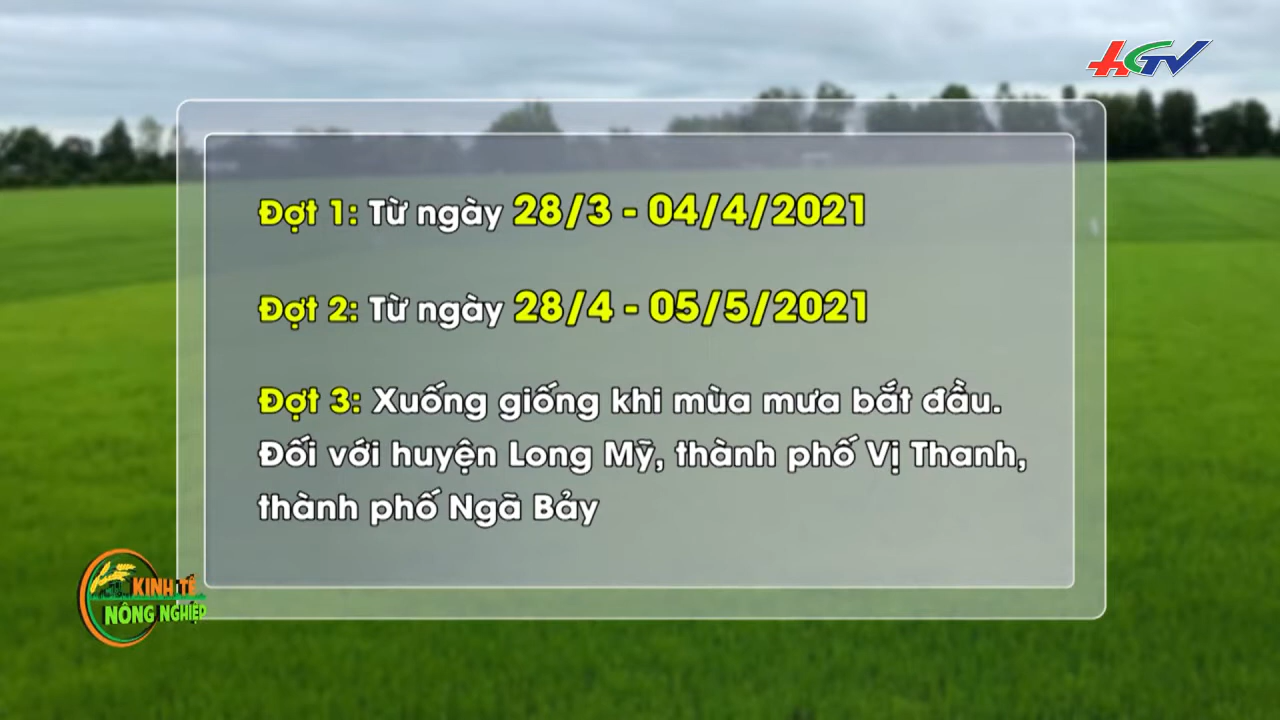 HGTV
Đợt 1: Từ ngày 28/3 - 04/4/2021
Đợt 2: Từ ngày 28/4 - 05/5/2021
Đợt 3: Xuống giống khi mùa mưa bắt đầu.
Đối với huyện Long Mỹ, thành phố Vị Thanh,
thành phố Ngã Bảy
KINH TẾ
NÔNG NGHIỆP